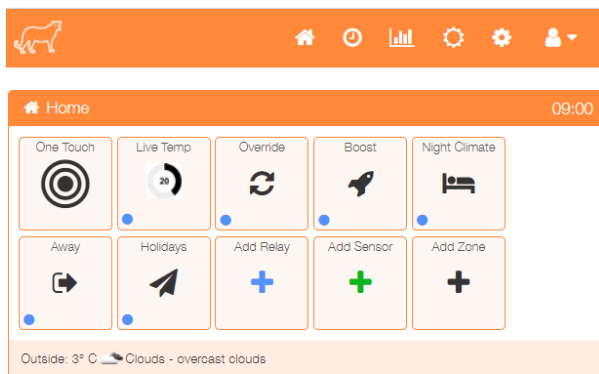 Home 09:00
One Touch Live Temp Override Boost Night Climate
20
Away Holidays Add Relay Add Sensor Add Zone
Outside: 3° C Clouds - overcast clouds